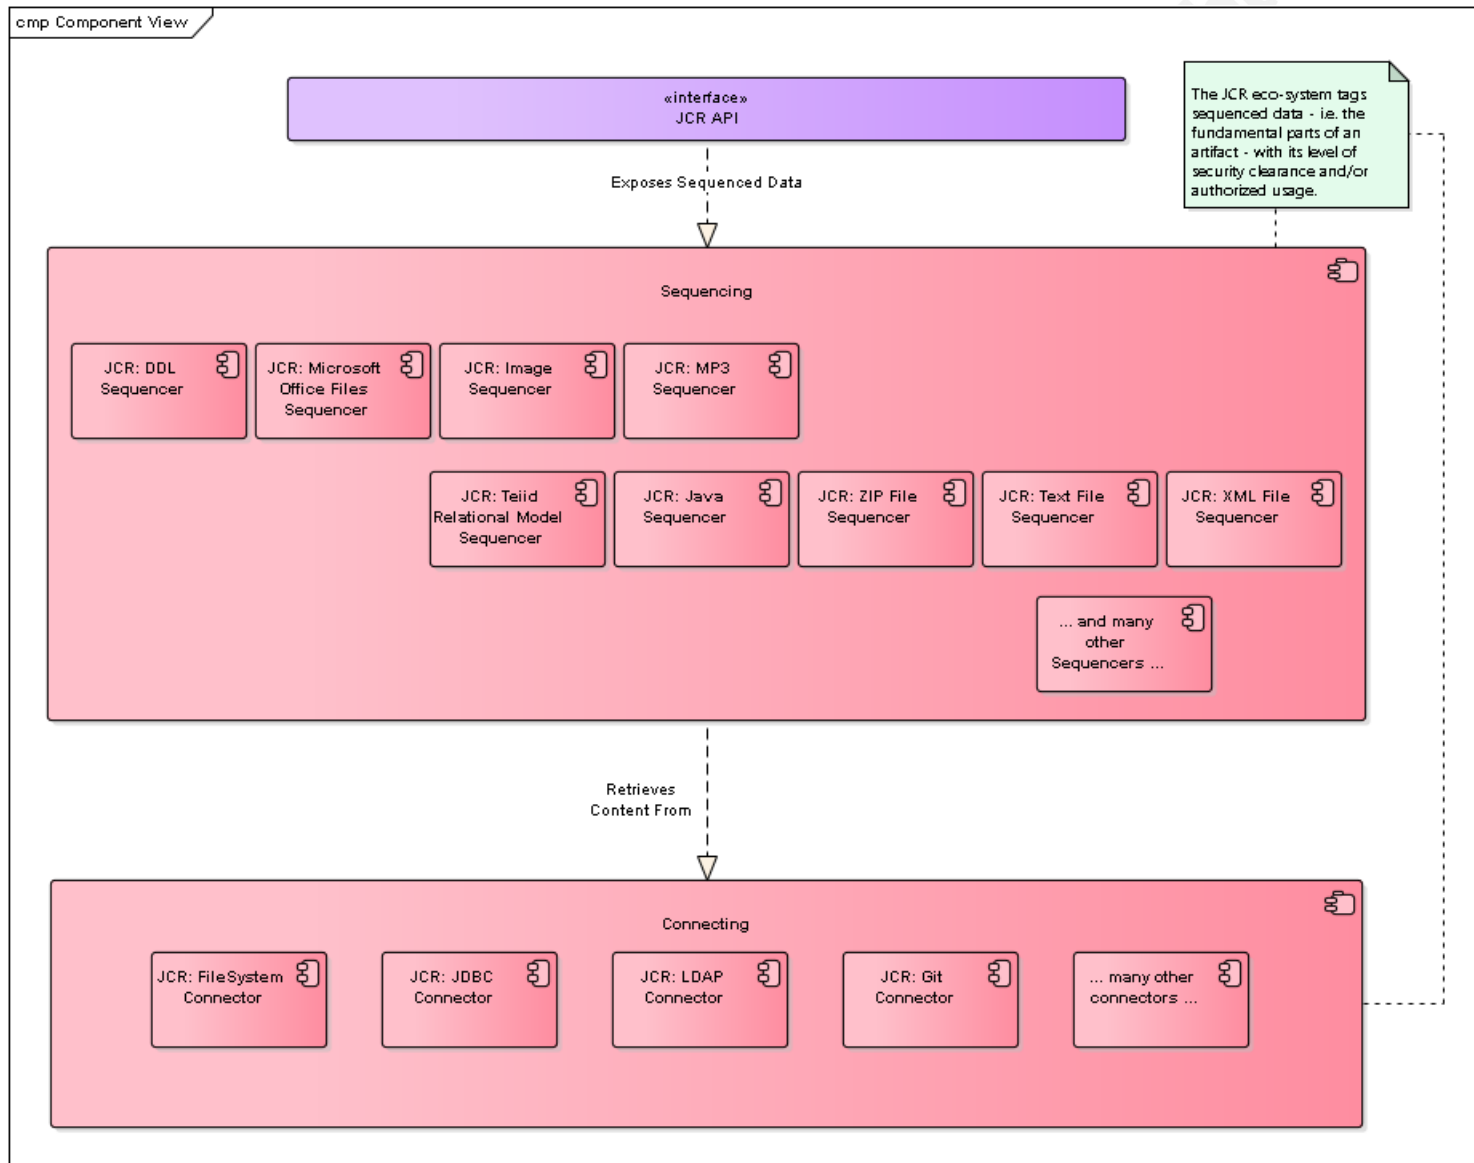 cmp Component View
«interface»
JCR API
The JCR eco-system tags
sequenced data - i.e. the
fundamental parts of an
artifact - with its level of
security clearance and/or
authorized usage.
Exposes Sequenced Data
Sequencing
JCR: DDL
Sequencer
JCR: Microsoft
Office Files
Sequencer
JCR: Image
Sequencer
JCR: MP3
Sequencer
JCR: Teiid
Relational Model
Sequencer
JCR: Java
Sequencer
JCR: ZIP File
Sequencer
JCR: Text File
Sequencer
JCR: XML File
Sequencer
... and many
other
Sequencers ...
Retrieves
Content From
Connecting
JCR: FileSystem
Connector
JCR: JDBC
Connector
JCR: LDAP
Connector
JCR: Git
Connector
... many other
connectors ...